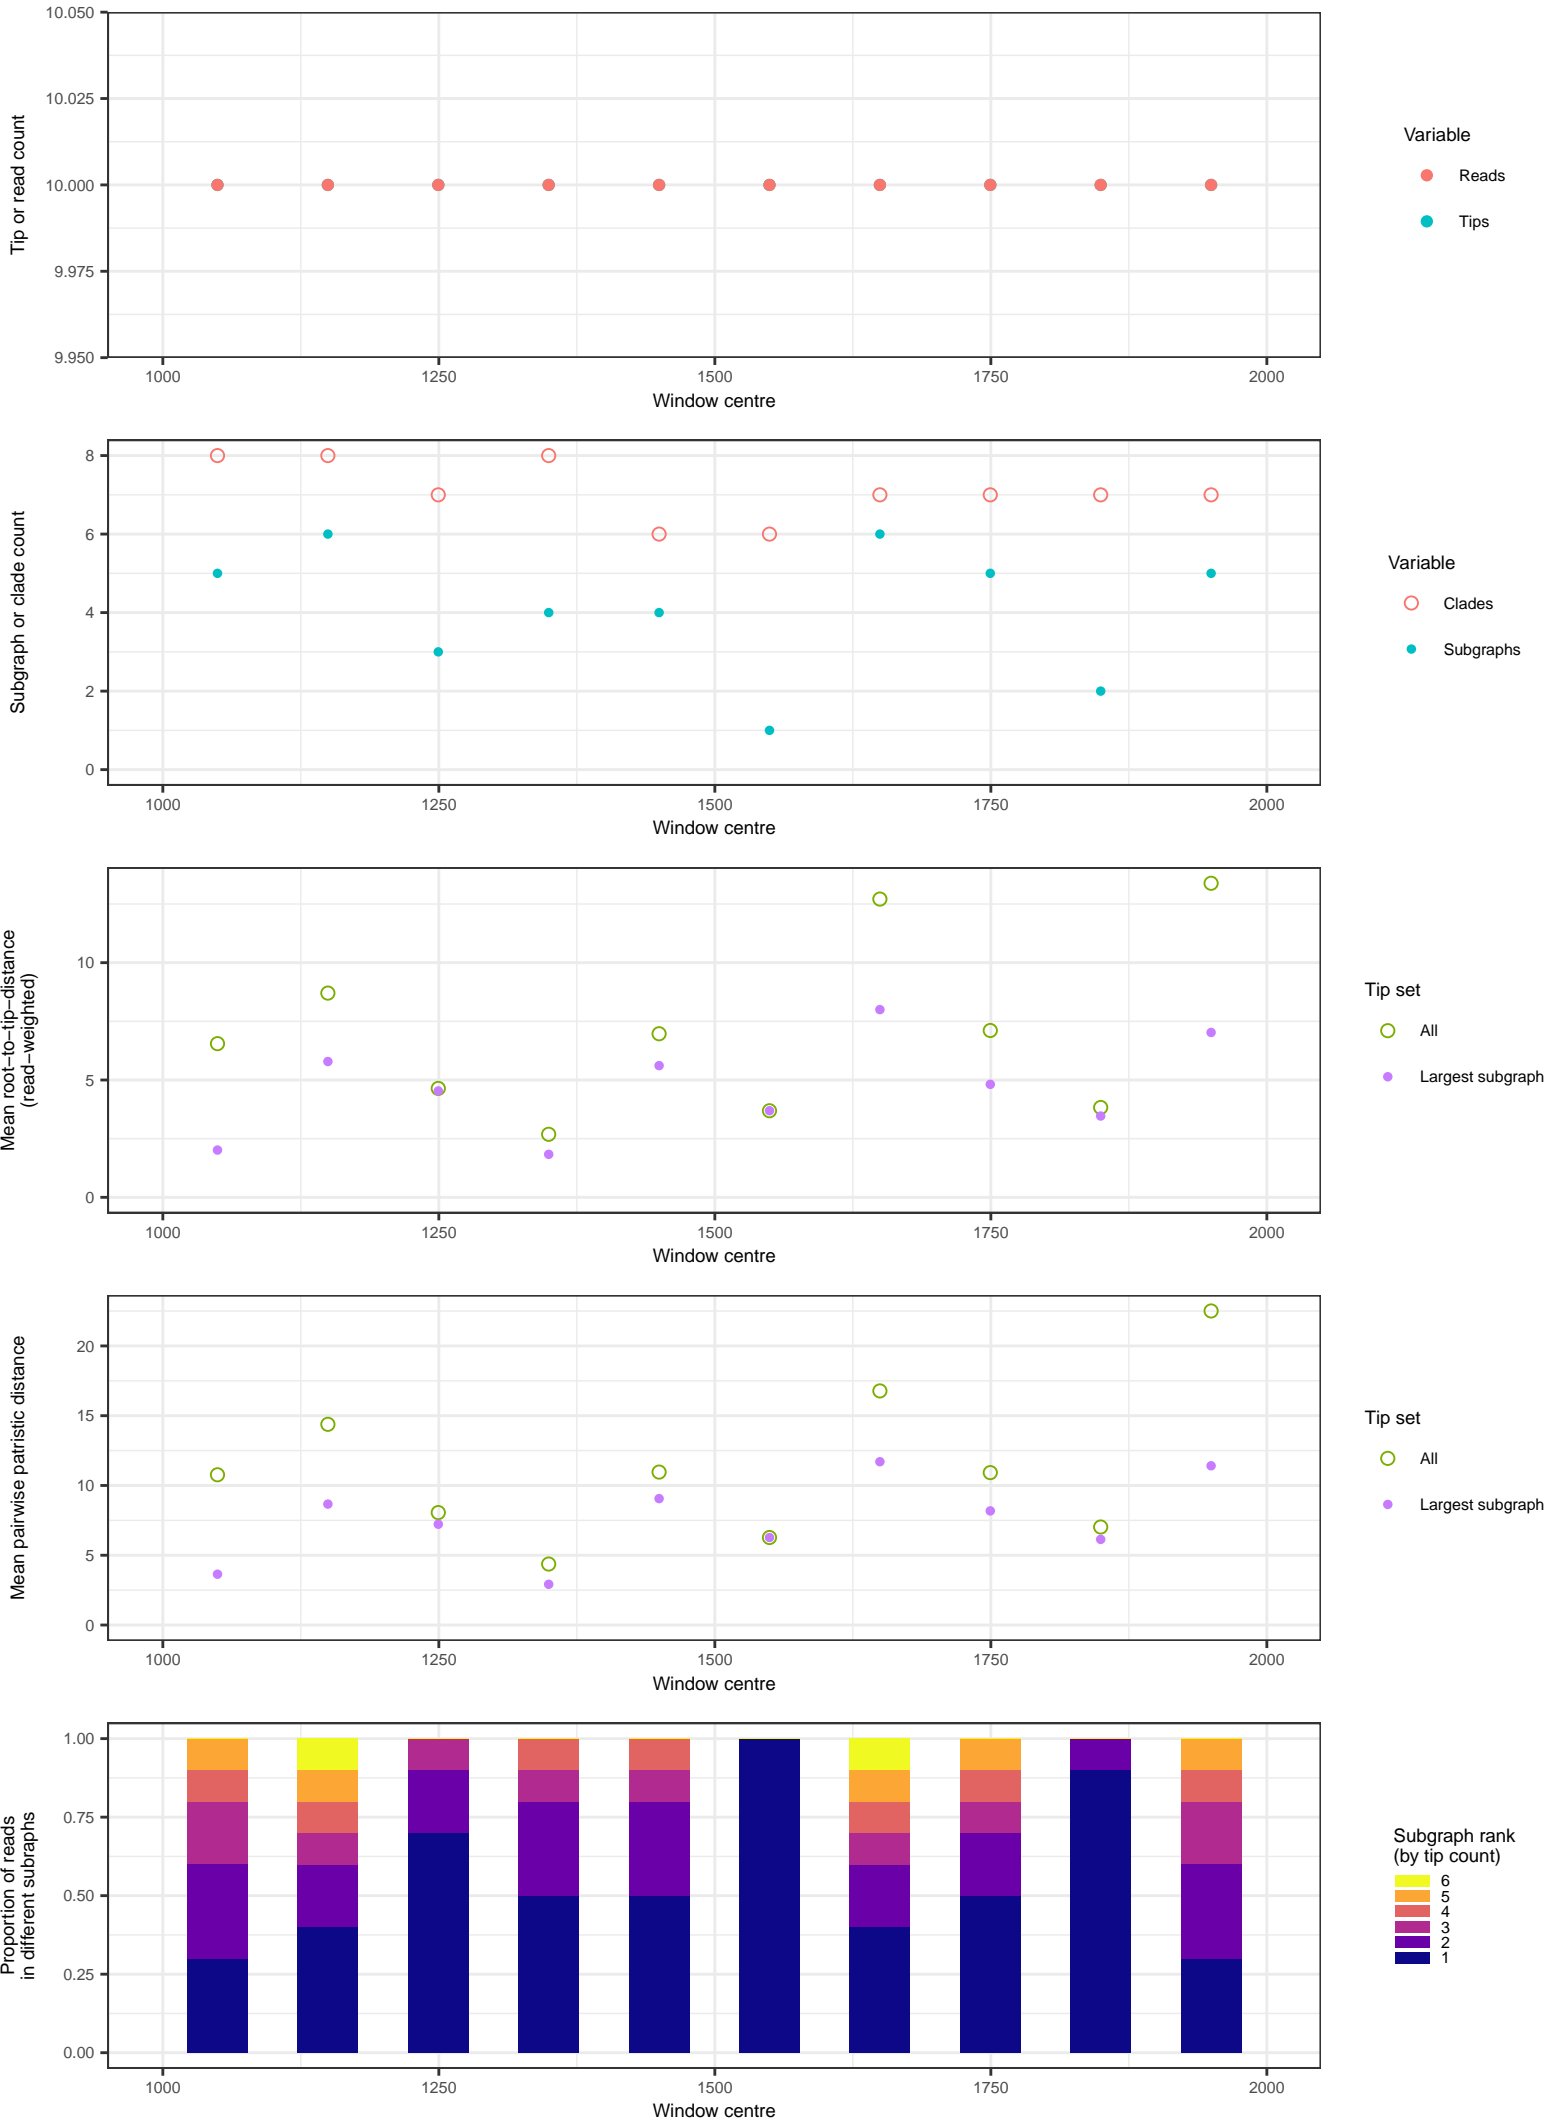 10.050
10.025
10.000
9.975
9.950
Tip or read count
1000 1250 1500 1750 2000
Window centre
Variable
Reads
Tips
8
6
4
2
0
Subgraph or clade count
1000 1250 1500 1750 2000
Window centre
Variable
Clades
Subgraphs
10
5
0
Mean root−to−tip−distance
(read−weighted)
1000 1250 1500 1750 2000
Window centre
Tip set
All
Largest subgraph
20
15
10
5
0
Mean pairwise patristic distance
1000 1250 1500 1750 2000
Window centre
Tip set
All
Largest subgraph
1.00
0.75
0.50
0.25
0.00
Proportion of reads
in different subraphs
1000 1250 1500 1750 2000
Window centre
Subgraph rank
(by tip count)
6
5
4
3
2
1